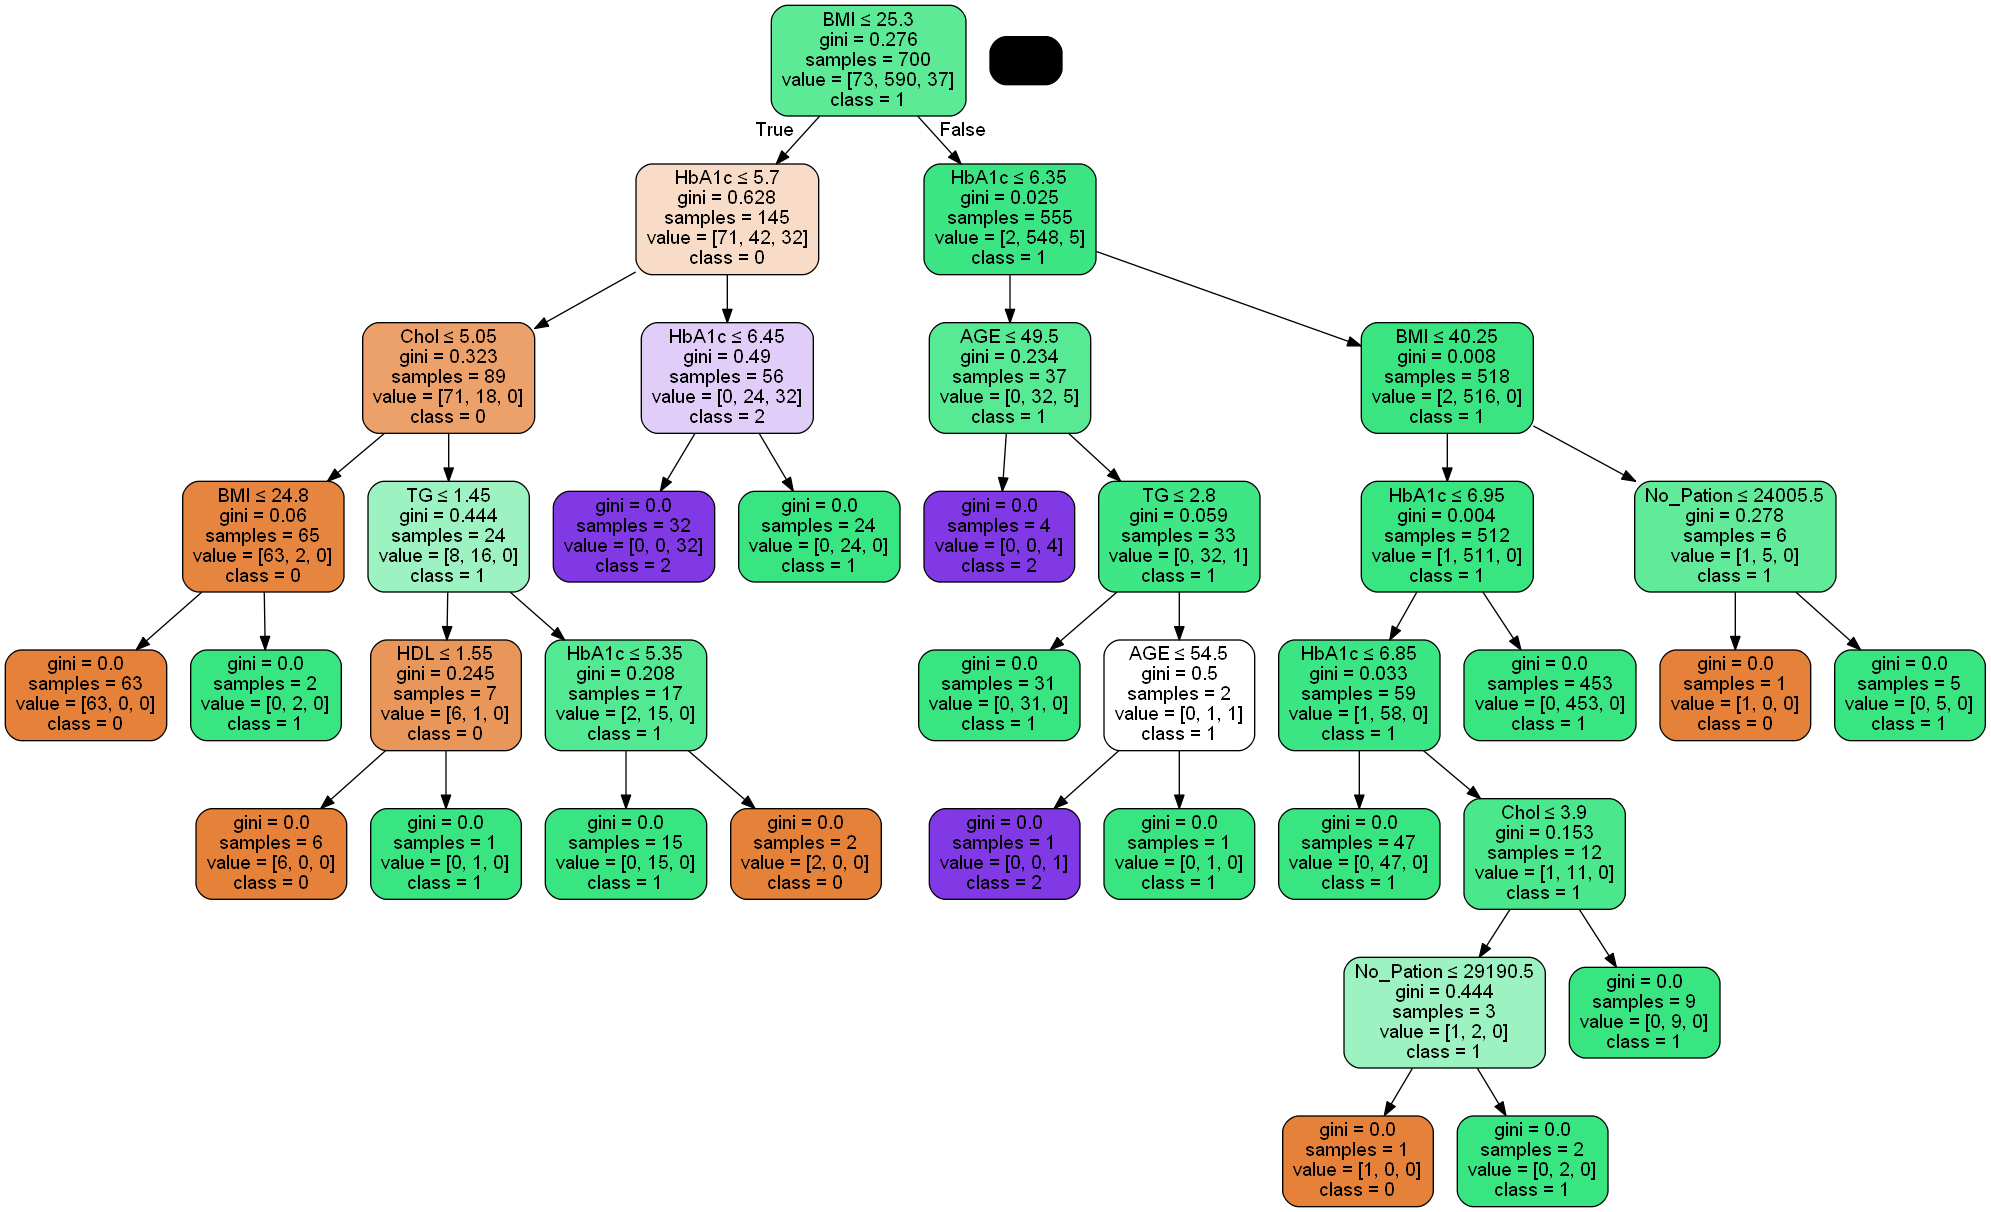 BMI ≤ 25.3
gini = 0.276
samples = 700
value = [73, 590, 37]
class = 1
True
False
HbA1c ≤ 5.7
gini = 0.628
samples = 145
value = [71, 42, 32]
class = 0
HbA1c ≤ 6.35
gini = 0.025
samples = 555
value = [2, 548, 5]
class = 1
Chol ≤ 5.05
gini = 0.323
samples = 89
value = [71, 18, 0]
class = 0
HbA1c ≤ 6.45
gini = 0.49
samples = 56
value = [0, 24, 32]
class = 2
AGE ≤ 49.5
gini = 0.234
samples = 37
value = [0, 32, 5]
class = 1
BMI ≤ 40.25
gini = 0.008
samples = 518
value = [2, 516, 0]
class = 1
BMI ≤ 24.8
gini = 0.06
samples = 65
value = [63, 2, 0]
class = 0
TG ≤ 1.45
gini = 0.444
samples = 24
value = [8, 16, 0]
class = 1
gini = 0.0
samples = 32
value = [0, 0, 32]
class = 2
gini = 0.0
samples = 24
value = [0, 24, 0]
class = 1
gini = 0.0
samples = 4
value = [0, 0, 4]
class = 2
TG ≤ 2.8
gini = 0.059
samples = 33
value = [0, 32, 1]
class = 1
HbA1c ≤ 6.95
gini = 0.004
samples = 512
value = [1, 511, 0]
class = 1
No_Pation ≤ 24005.5
gini = 0.278
samples = 6
value = [1, 5, 0]
class = 1
gini = 0.0
samples = 63
value = [63, 0, 0]
class = 0
gini = 0.0
samples = 2
value = [0, 2, 0]
class = 1
HDL ≤ 1.55
gini = 0.245
samples = 7
value = [6, 1, 0]
class = 0
HbA1c ≤ 5.35
gini = 0.208
samples = 17
value = [2, 15, 0]
class = 1
gini = 0.0
samples = 31
value = [0, 31, 0]
class = 1
AGE ≤ 54.5
gini = 0.5
samples = 2
value = [0, 1, 1]
class = 1
HbA1c ≤ 6.85
gini = 0.033
samples = 59
value = [1, 58, 0]
class = 1
gini = 0.0
samples = 453
value = [0, 453, 0]
class = 1
gini = 0.0
samples = 1
value = [1, 0, 0]
class = 0
gini = 0.0
samples = 5
value = [0, 5, 0]
class = 1
gini = 0.0
samples = 6
value = [6, 0, 0]
class = 0
gini = 0.0
samples = 1
value = [0, 1, 0]
class = 1
gini = 0.0
samples = 15
value = [0, 15, 0]
class = 1
gini = 0.0
samples = 2
value = [2, 0, 0]
class = 0
gini = 0.0
samples = 1
value = [0, 0, 1]
class = 2
gini = 0.0
samples = 1
value = [0, 1, 0]
class = 1
gini = 0.0
samples = 47
value = [0, 47, 0]
class = 1
Chol ≤ 3.9
gini = 0.153
samples = 12
value = [1, 11, 0]
class = 1
No_Pation ≤ 29190.5
gini = 0.444
samples = 3
value = [1, 2, 0]
class = 1
gini = 0.0
samples = 9
value = [0, 9, 0]
class = 1
gini = 0.0
samples = 1
value = [1, 0, 0]
class = 0
gini = 0.0
samples = 2
value = [0, 2, 0]
class = 1